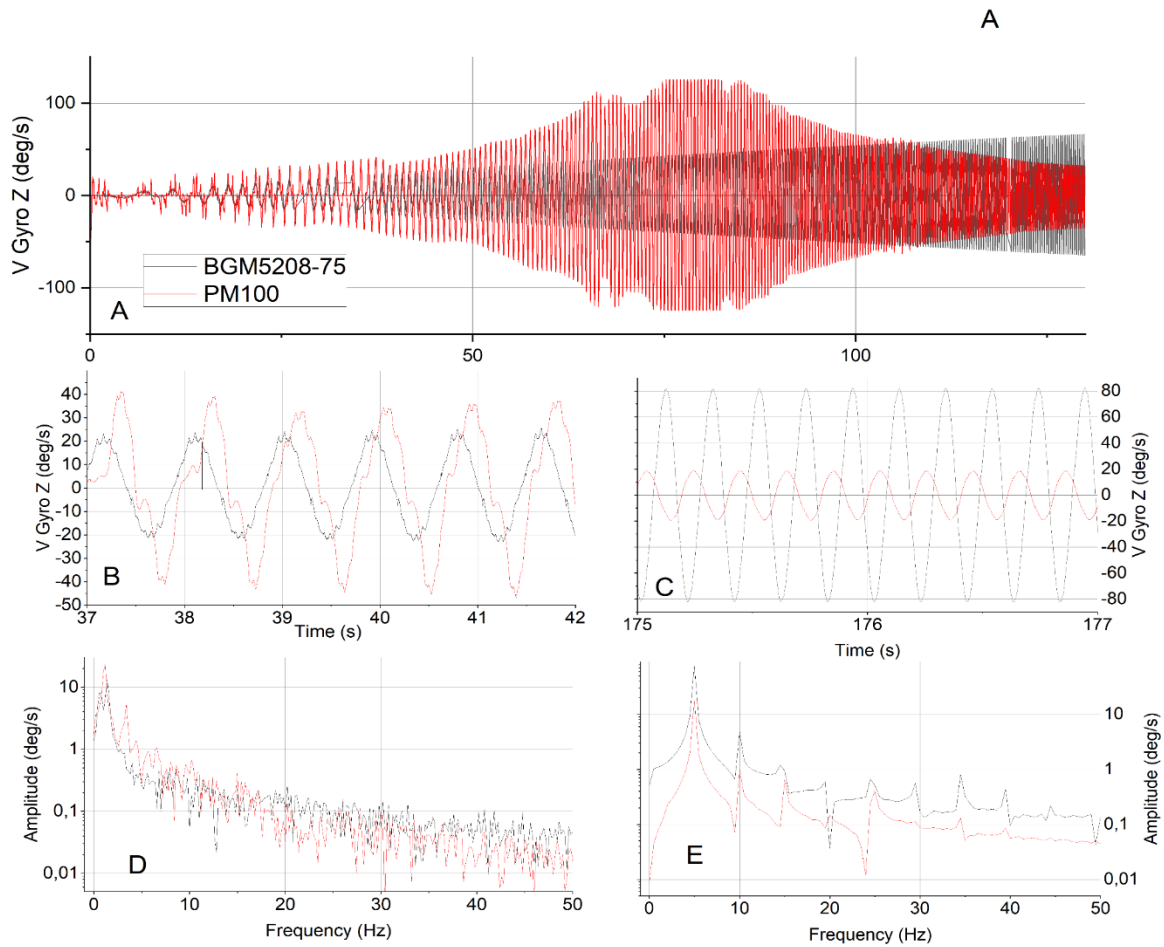 A
V Gyro Z (deg/s)
100
0
-100
BGM5208-75
PM100
A
0 50 100
V Gyro Z (deg/s)
40
30
20
10
0
-10
-20
-30
-40
-50
B
37 38 39 40 41 42
Time (s)
80
60
40
20
0
-20
-40
-60
-80
V Gyro Z (deg/s)
C
175 176 177
Time (s)
Amplitude (deg/s)
10
1
0,1
0,01
D
0 10 20 30 40 50
Frequency (Hz)
10
1
0,1
0,01
Amplitude (deg/s)
E
0 10 20 30 40 50
Frequency (Hz)